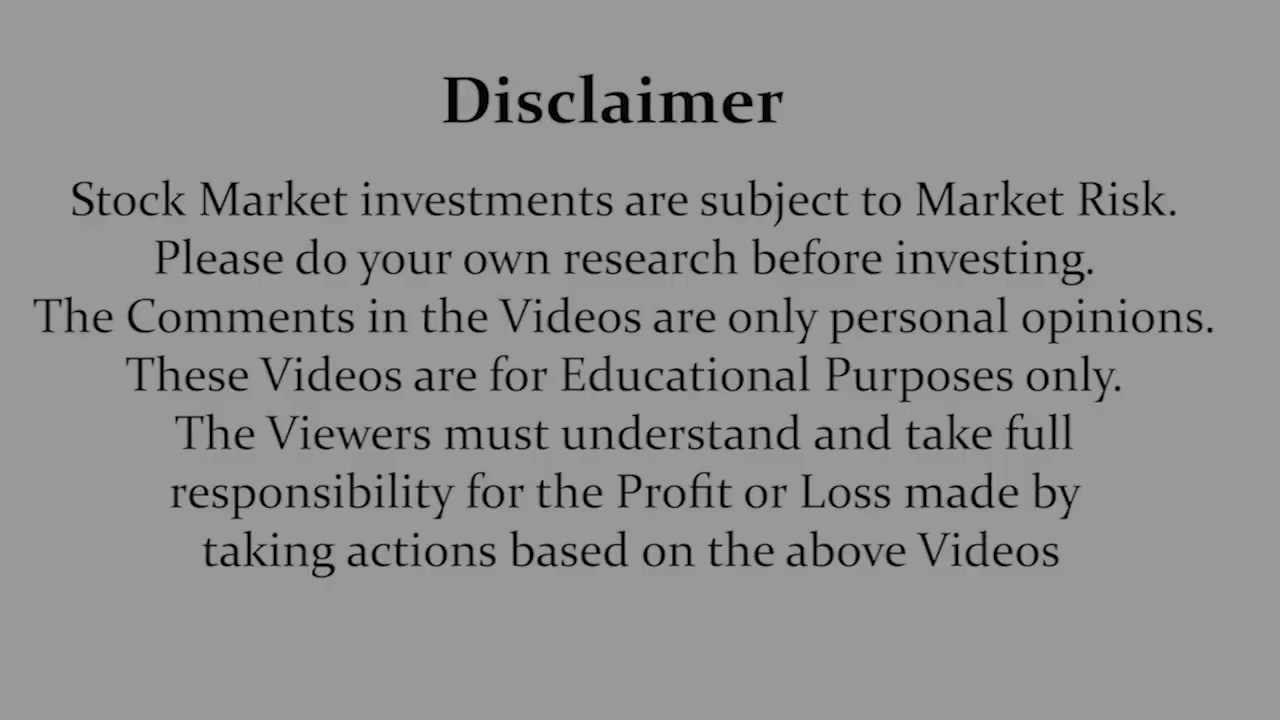 Disclaimer
Stock Market investments are subject to Market Risk.
Please do your own research before investing.
The Comments in the Videos are only personal opinions.
These Videos are for Educational Purposes only.
The Viewers must understand and take full
responsibility for the Profit or Loss made by
taking actions based on the above Videos